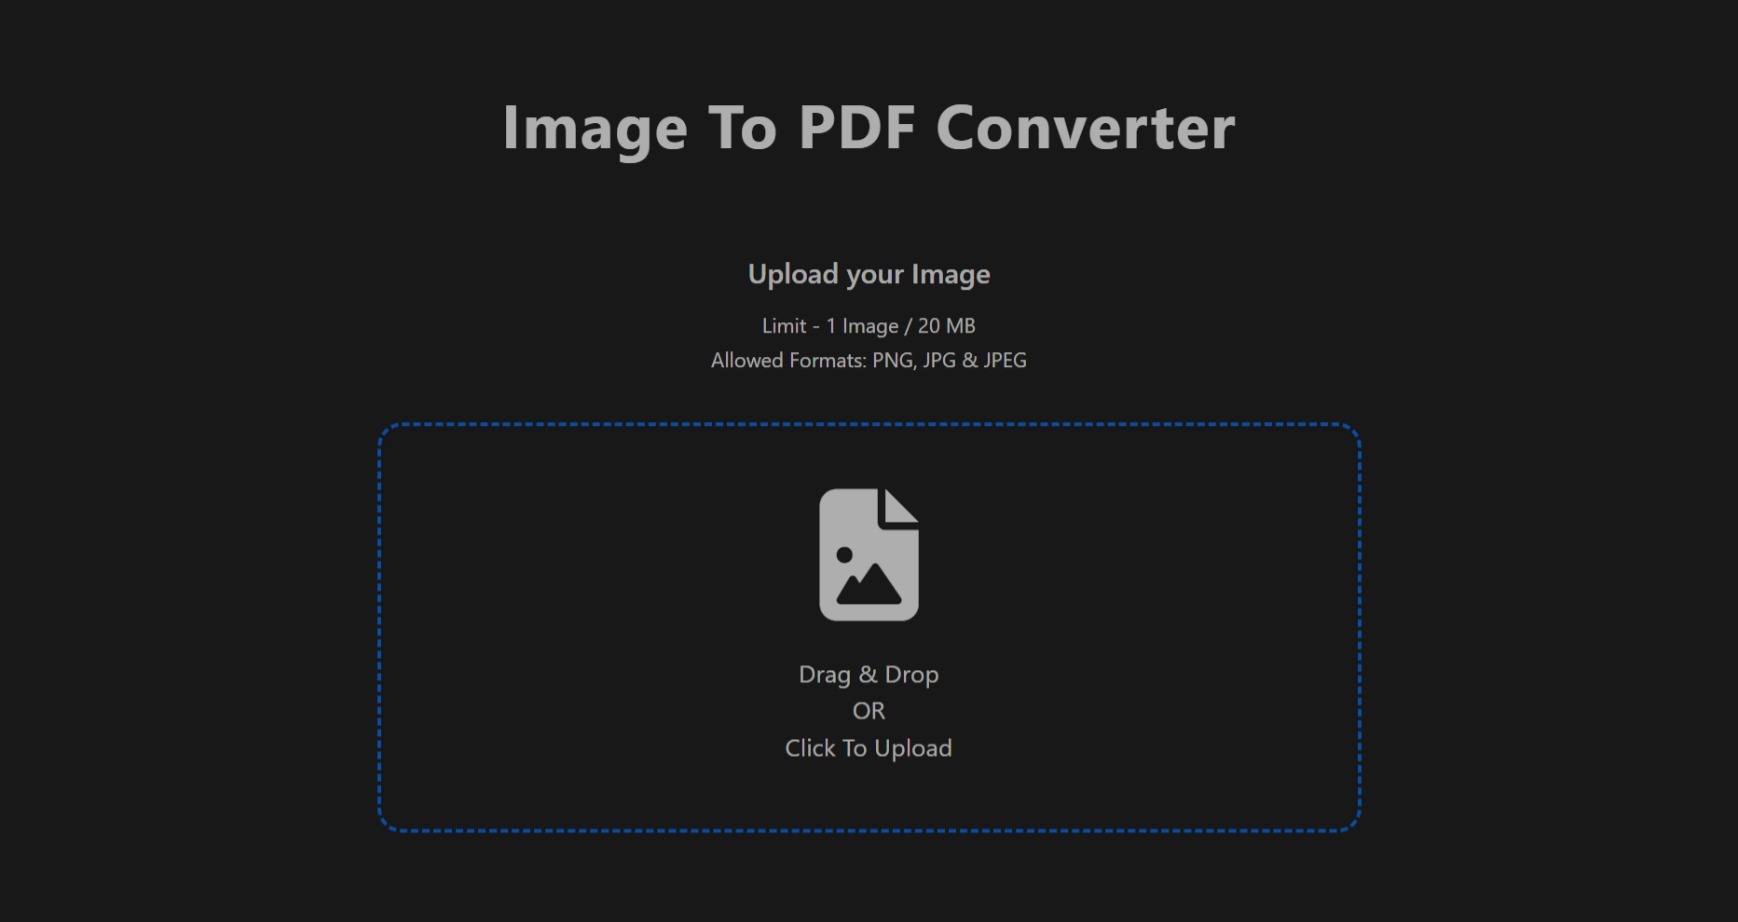 Image To PDF Converter
Upload your Image
Limit - 1 Image / 20 MB
Allowed Formats: PNG, JPG & JPEG
Drag & Drop
OR
Click To Upload